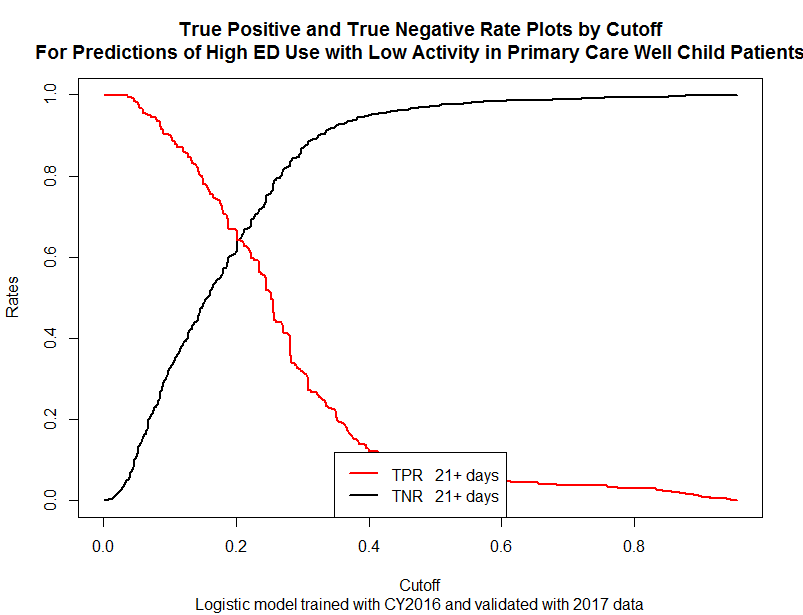 True Positive and True Negative Rate Plots by Cutoff
For Predictions of High ED Use with Low Activity in Primary Care Well Child Patients
Rates
1.0
0.8
0.6
0.4
0.2
0.0
TPR 21+ days
TNR 21+ days
0.0 0.2 0.4 0.6 0.8
Cutoff
Logistic model trained with CY2016 and validated with 2017 data